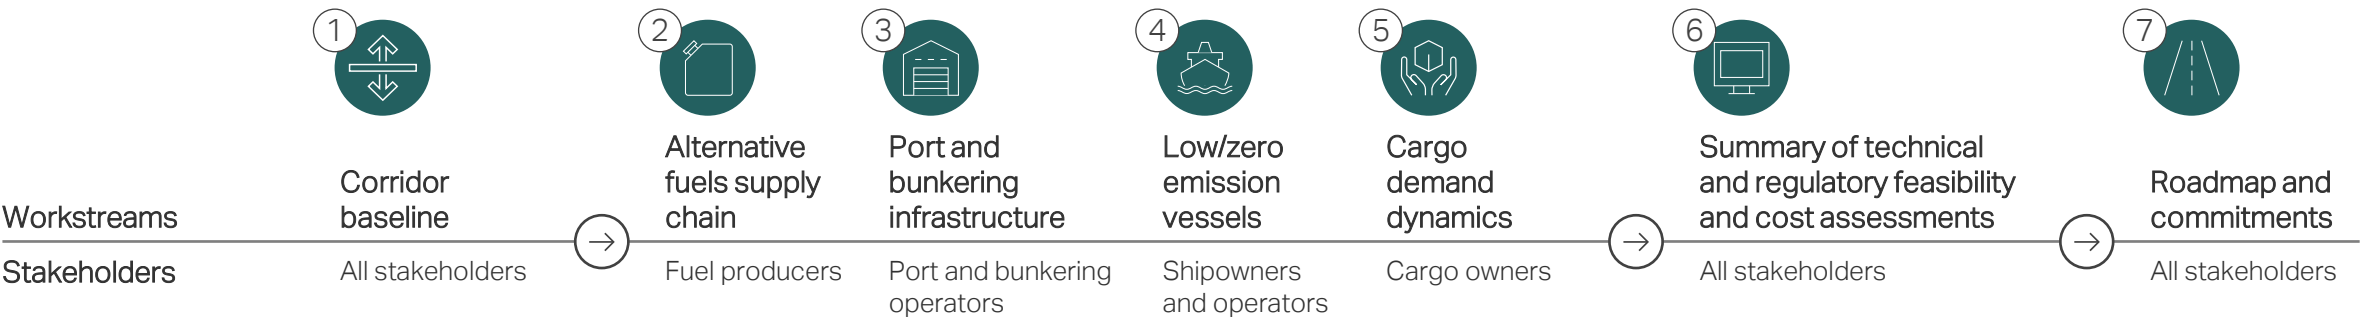 1
2
3
4
5
6
7
Workstreams
Corridor
baseline
Alternative
fuels supply
chain
Port and
bunkering
infrastructure
Low/zero
emission
vessels
Cargo
demand
dynamics
Summary of technical
and regulatory feasibility
and cost assessments
Roadmap and
commitments
Stakeholders
All stakeholders
Fuel producers
Port and bunkering
operators
Shipowners
and operators
Cargo owners
All stakeholders
All stakeholders